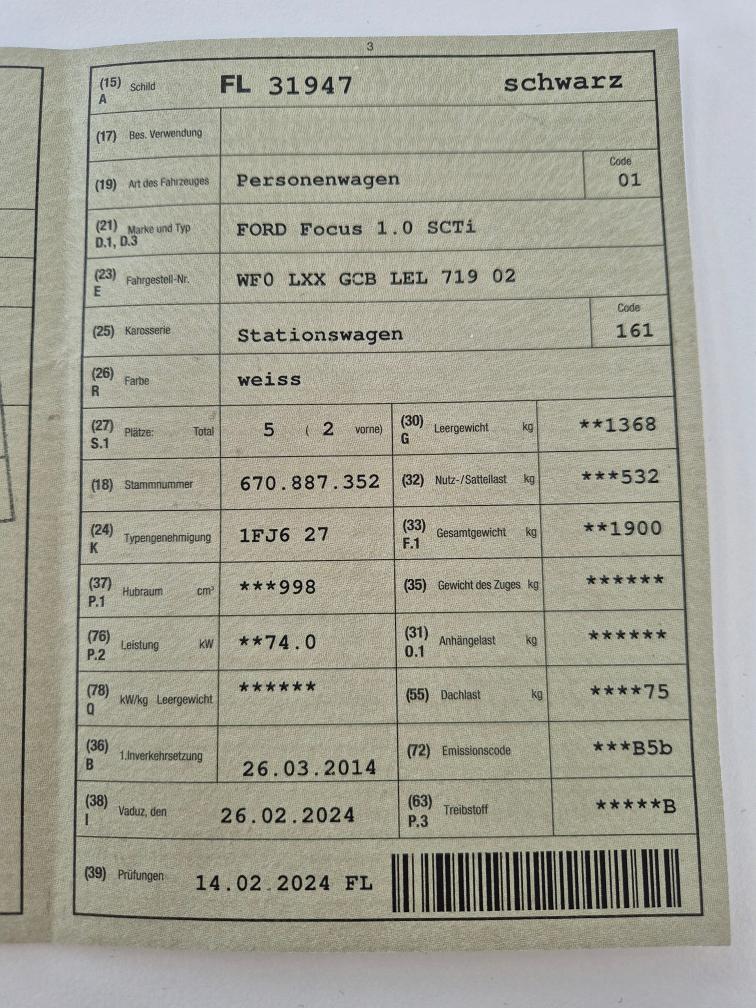 3
(15) A Schild FL 31947 schwarz
(17) Bes. Verwendung
(19) Art des Fahrzeuges Personenwagen Code 01
(21) D.1, D.3 Marke und Typ FORD Focus 1.0 SCTi
(23) E Fahrgestell-Nr. WF0 LXX GCB LEL 719 02
(25) Karosserie Stationswagen Code 161
(26) R Farbe weiss
(27) S.1 Plätze: Total 5 ( 2 vorne) (30) G Leergewicht kg **1368
(18) Stammnummer 670.887.352 (32) Nutz-/Sattellast kg ***532
(24) K Typengenehmigung 1FJ6 27 (33) F.1 Gesamtgewicht kg **1900
(37) P.1 Hubraum cm³ ***998 (35) Gewicht des Zuges kg ******
(76) P.2 Leistung kW **74.0 (31) O.1 Anhängelast kg ******
(78) Q kW/kg Leergewicht ****** (55) Dachlast kg ****75
(36) B 1.Inverkehrsetzung 26.03.2014 (72) Emissionscode ***B5b
(38) I Vaduz, den 26.02.2024 (63) P.3 Treibstoff *****B
(39) Prüfungen 14.02.2024 FL